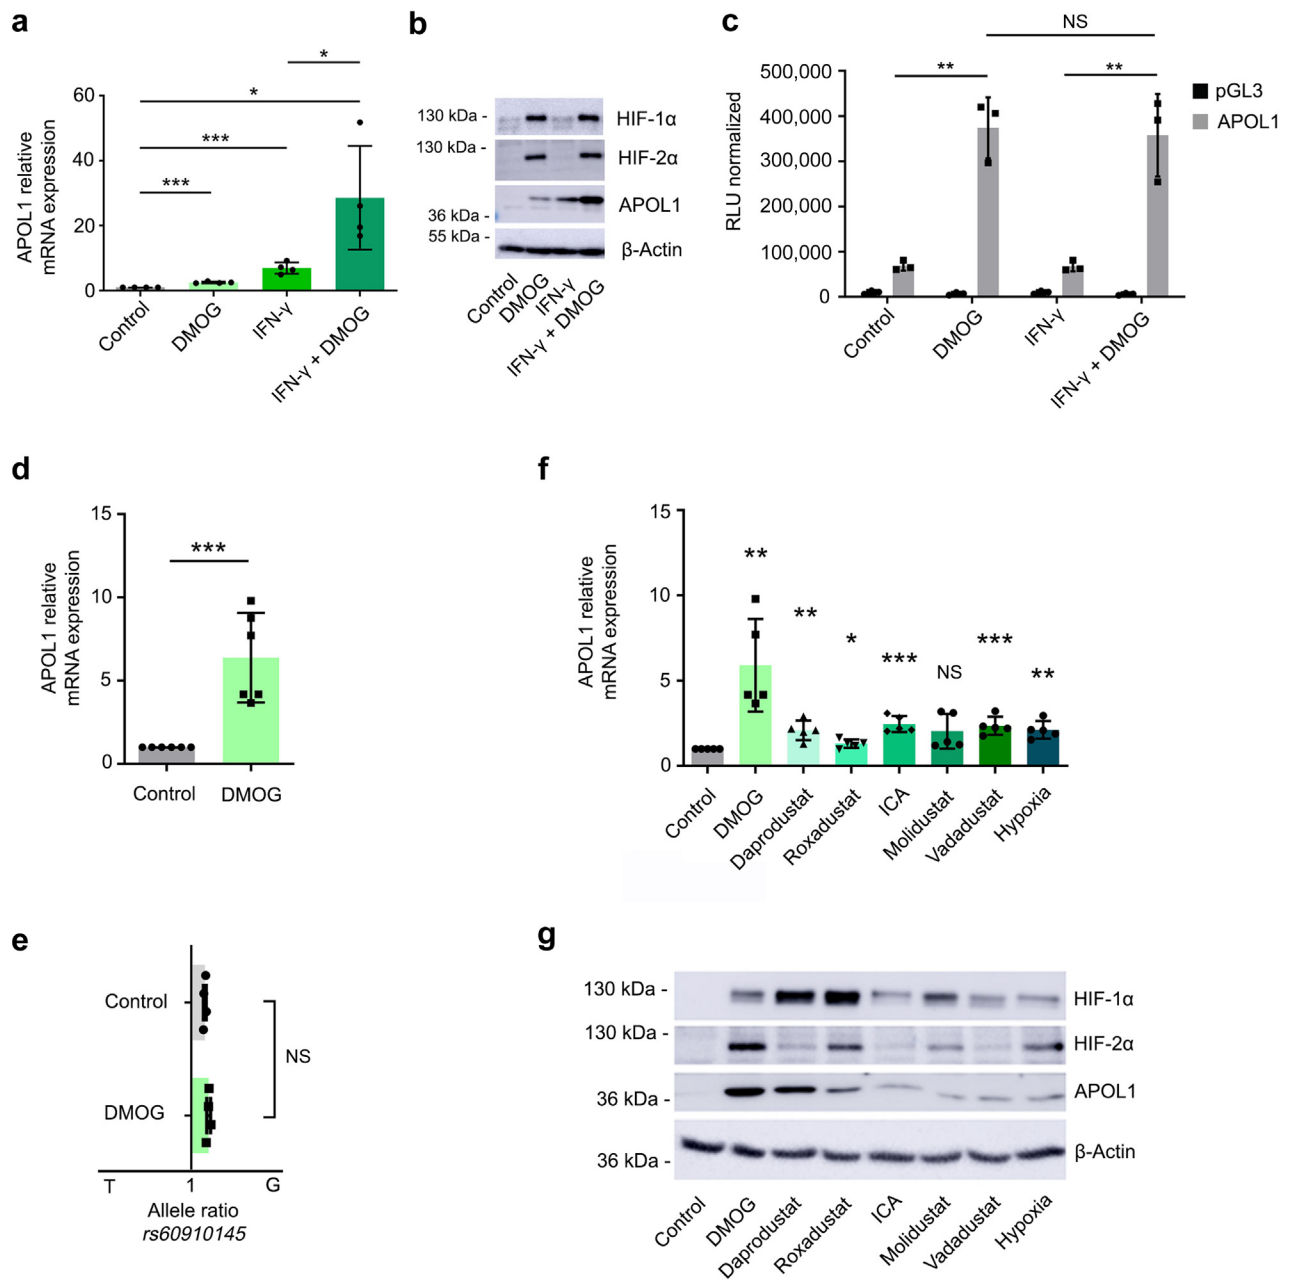 a
APOL1 relative
mRNA expression
60
40
20
0
*
*
***
***
Control
DMOG
IFN-γ
IFN-γ + DMOG
b
130 kDa -
HIF-1α
130 kDa -
HIF-2α
APOL1
36 kDa -
55 kDa -
β-Actin
Control
DMOG
IFN-γ
IFN-γ + DMOG
c
RLU normalized
500,000
400,000
300,000
200,000
100,000
0
NS
**
**
pGL3
APOL1
Control
DMOG
IFN-γ
IFN-γ + DMOG
d
APOL1 relative
mRNA expression
15
10
5
0
***
Control
DMOG
f
APOL1 relative
mRNA expression
15
10
5
0
**
**
*
***
NS
***
**
Control
DMOG
Daprodustat
Roxadustat
ICA
Molidustat
Vadadustat
Hypoxia
e
Control
DMOG
NS
T
1
G
Allele ratio
rs60910145
g
130 kDa -
HIF-1α
130 kDa -
HIF-2α
APOL1
36 kDa -
β-Actin
36 kDa -
Control
DMOG
Daprodustat
Roxadustat
ICA
Molidustat
Vadadustat
Hypoxia